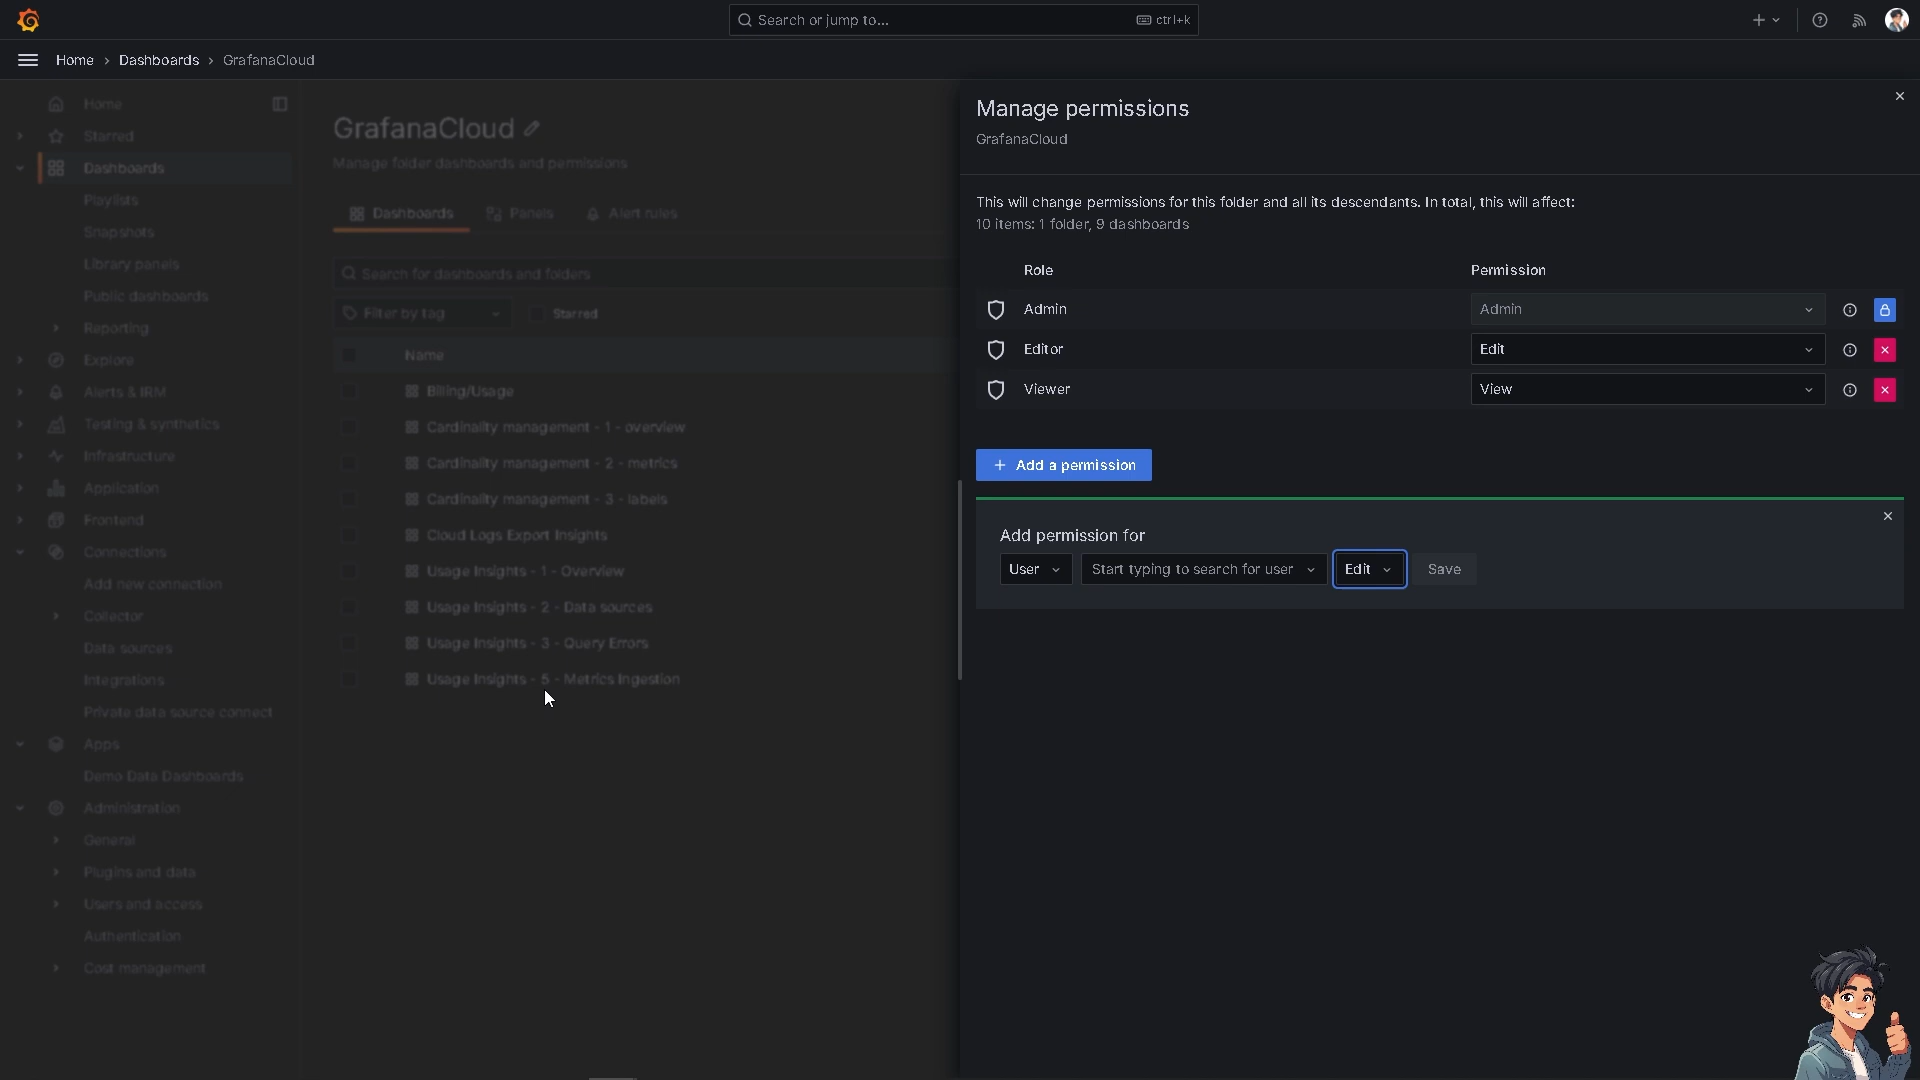 Search or jump to...
ctrl+k
Home › Dashboards › GrafanaCloud
Home
Starred
Dashboards
Playlists
Snapshots
Library panels
Public dashboards
Reporting
Explore
Alerts & IRM
Testing & synthetics
Infrastructure
Application
Frontend
Connections
Add new connection
Collector
Data sources
Integrations
Private data source connect
Apps
Demo Data Dashboards
Administration
General
Plugins and data
Users and access
Authentication
Cost management
GrafanaCloud
Manage folder dashboards and permissions
Dashboards
Panels
Alert rules
Search for dashboards and folders
Filter by tag
Starred
Name
Billing/Usage
Cardinality management - 1 - overview
Cardinality management - 2 - metrics
Cardinality management - 3 - labels
Cloud Logs Export Insights
Usage Insights - 1 - Overview
Usage Insights - 2 - Data sources
Usage Insights - 3 - Query Errors
Usage Insights - 5 - Metrics Ingestion
Manage permissions
GrafanaCloud
This will change permissions for this folder and all its descendants. In total, this will affect:
10 items: 1 folder, 9 dashboards
Role Permission
Admin Admin
Editor Edit
Viewer View
+ Add a permission
Add permission for
User Start typing to search for user Edit Save